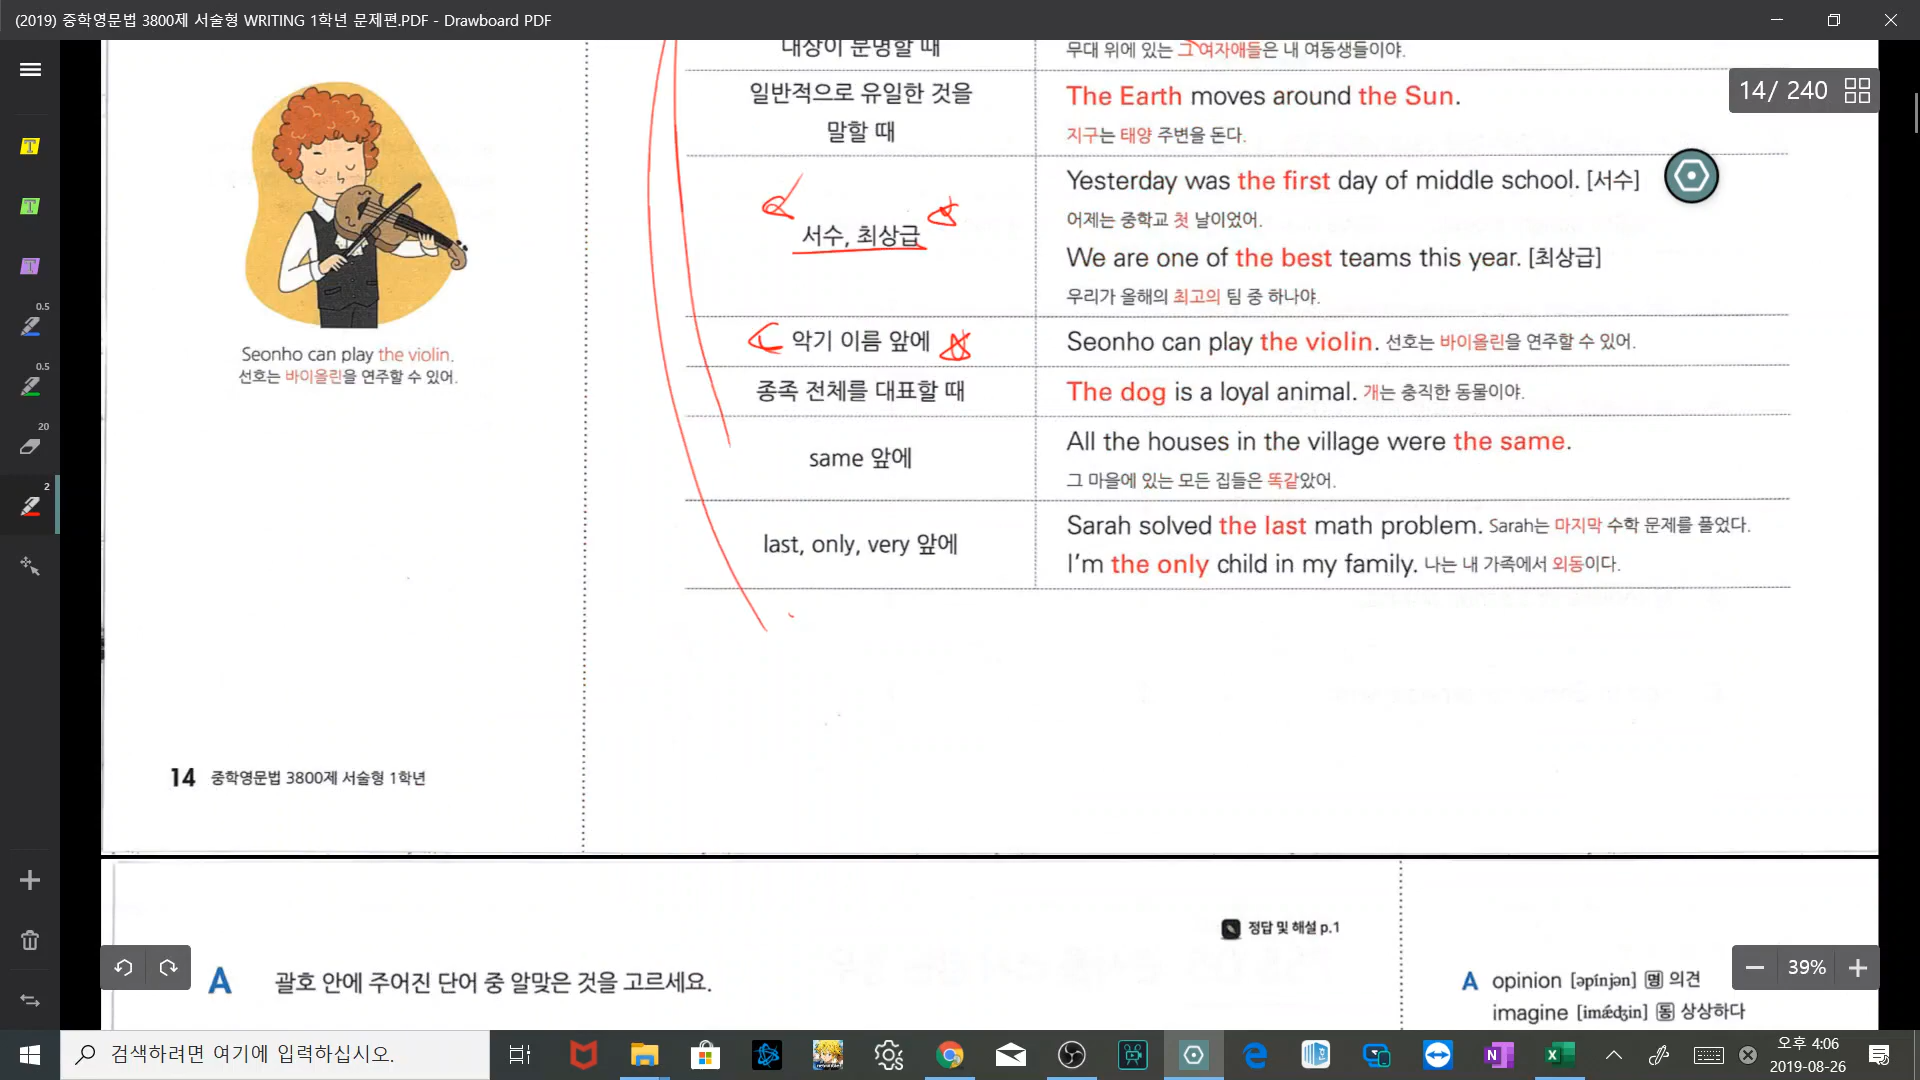 (2019) 중학영문법 3800제 서술형 WRITING 1학년 문제편.PDF - Drawboard PDF
대상이 분명할 때
무대 위에 있는 그 여자애들은 내 여동생들이야.
14/ 240
일반적으로 유일한 것을
말할 때
The Earth moves around the Sun.
지구는 태양 주변을 돈다.
서수, 최상급
Yesterday was the first day of middle school. [서수]
어제는 중학교 첫 날이었어.
We are one of the best teams this year. [최상급]
우리가 올해의 최고의 팀 중 하나야.
악기 이름 앞에
Seonho can play the violin. 선호는 바이올린을 연주할 수 있어.
종족 전체를 대표할 때
The dog is a loyal animal. 개는 충직한 동물이야.
same 앞에
All the houses in the village were the same.
그 마을에 있는 모든 집들은 똑같았어.
last, only, very 앞에
Sarah solved the last math problem. Sarah는 마지막 수학 문제를 풀었다.
I'm the only child in my family. 나는 내 가족에서 외동이다.
Seonho can play the violin.
선호는 바이올린을 연주할 수 있어.
0.5
0.5
20
2
14 중학영문법 3800제 서술형 1학년
정답 및 해설 p.1
A 괄호 안에 주어진 단어 중 알맞은 것을 고르세요.
A opinion [əpínjən] 명 의견
imagine [imǽdʒin] 동 상상하다
39%
검색하려면 여기에 입력하십시오.
오후 4:06
2019-08-26